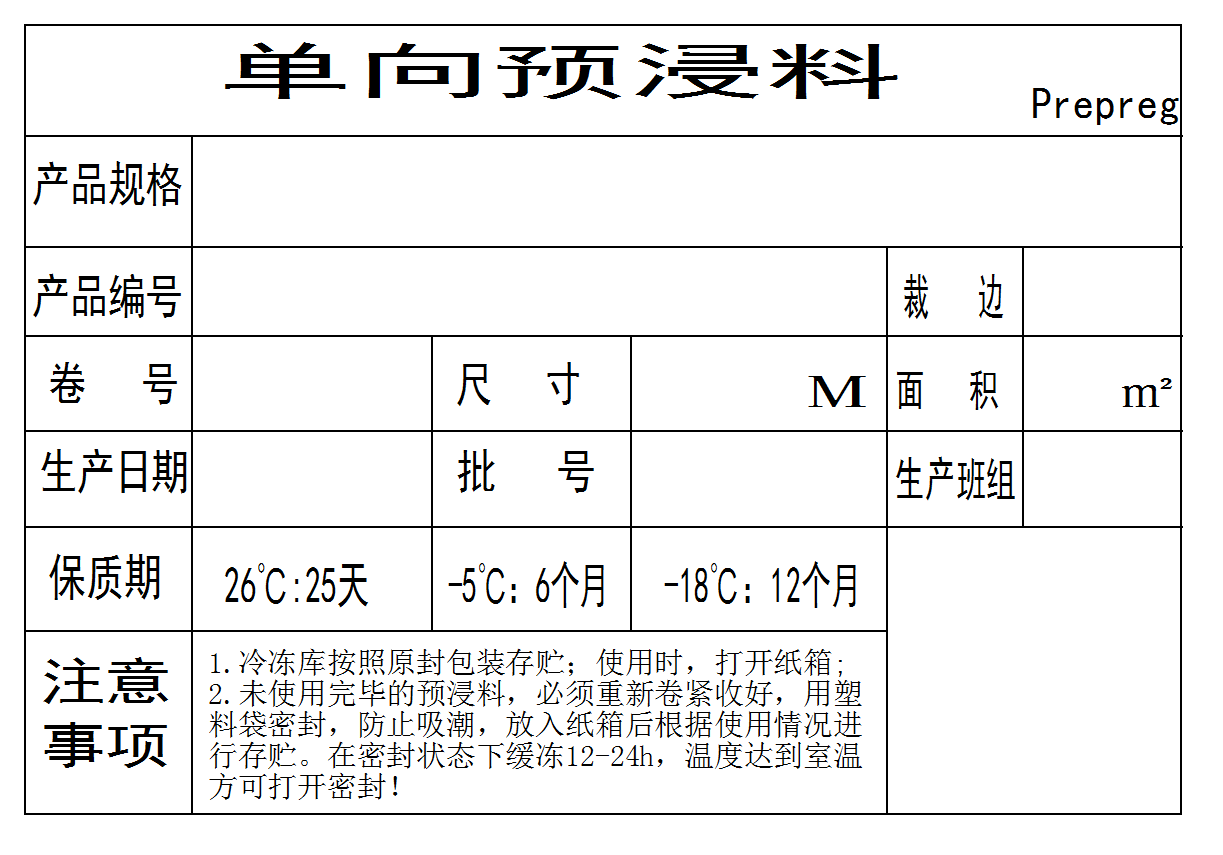 单向预浸料
Prepreg
产品规格
产品编号 裁 边
卷 号 尺 寸 M 面 积 m²
生产日期 批 号 生产班组
保质期 26℃:25天 -5℃: 6个月 -18℃: 12个月
注意
事项
1.冷冻库按照原封包装存贮; 使用时, 打开纸箱;
2.未使用完毕的预浸料, 必须重新卷紧收好, 用塑
料袋密封, 防止吸潮, 放入纸箱后根据使用情况进
行存贮。在密封状态下缓冻12-24h, 温度达到室温
方可打开密封!